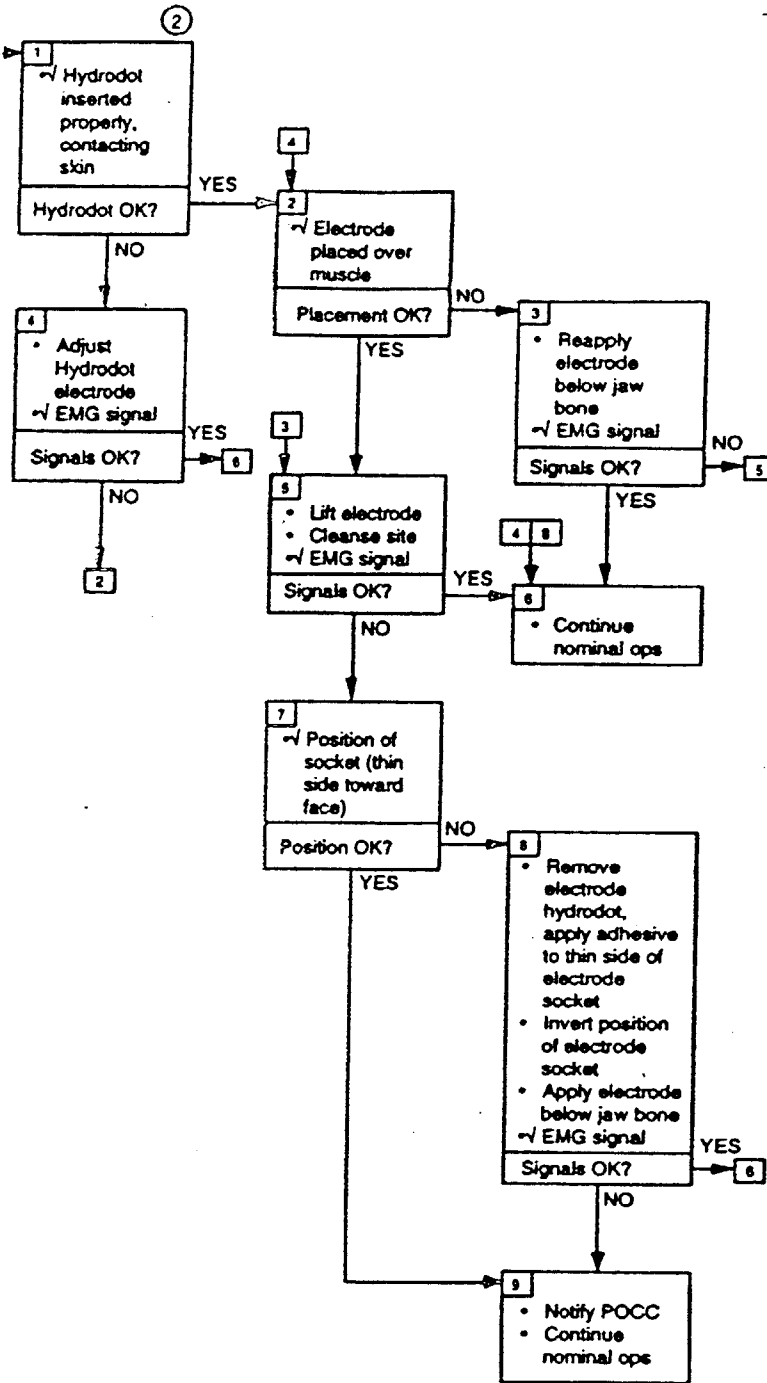 2
1
√ Hydrodot
inserted
property,
contacting
skin
Hydrodot OK?
YES
NO
4
2
√ Electrode
placed over
muscle
Placement OK?
NO
YES
4
• Adjust
Hydrodot
electrode
√ EMG signal
Signals OK?
YES
6
NO
2
3
• Reapply
electrode
below jaw
bone
√ EMG signal
Signals OK?
NO
5
YES
3
5
• Lift electrode
• Cleanse site
√ EMG signal
Signals OK?
YES
NO
4 8
6
• Continue
nominal ops
7
√ Position of
socket (thin
side toward
face)
Position OK?
NO
YES
8
• Remove
electrode
hydrodot,
apply adhesive
to thin side of
electrode
socket
• Invert position
of electrode
socket
• Apply electrode
below jaw bone
√ EMG signal
Signals OK?
YES
6
NO
9
• Notify POCC
• Continue
nominal ops